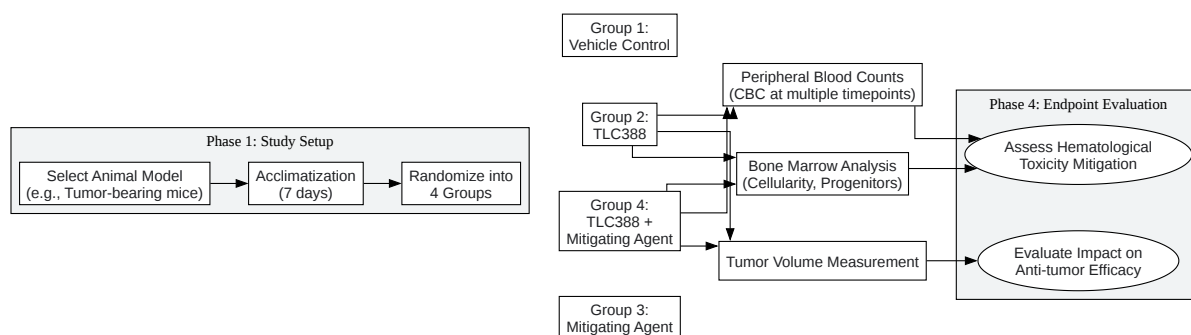 Phase 1: Study Setup
Select Animal Model
(e.g., Tumor-bearing mice)
Acclimatization
(7 days)
Randomize into
4 Groups
Group 1:
Vehicle Control
Group 2:
TLC388
Group 4:
TLC388 +
Mitigating Agent
Group 3:
Mitigating Agent
Peripheral Blood Counts
(CBC at multiple timepoints)
Bone Marrow Analysis
(Cellularity, Progenitors)
Tumor Volume Measurement
Phase 4: Endpoint Evaluation
Assess Hematological
Toxicity Mitigation
Evaluate Impact on
Anti-tumor Efficacy